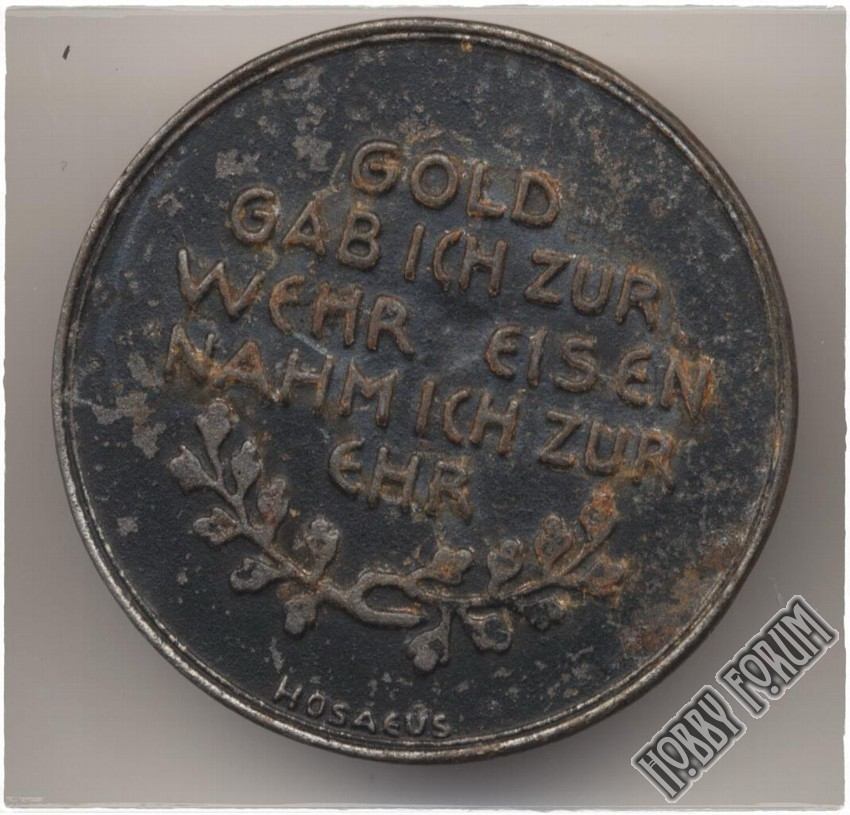 GOLD
GAB ICH ZUR
WEHR EISEN
NAHM ICH ZUR
EHR
HOSAEUS
HOBBY FORUM